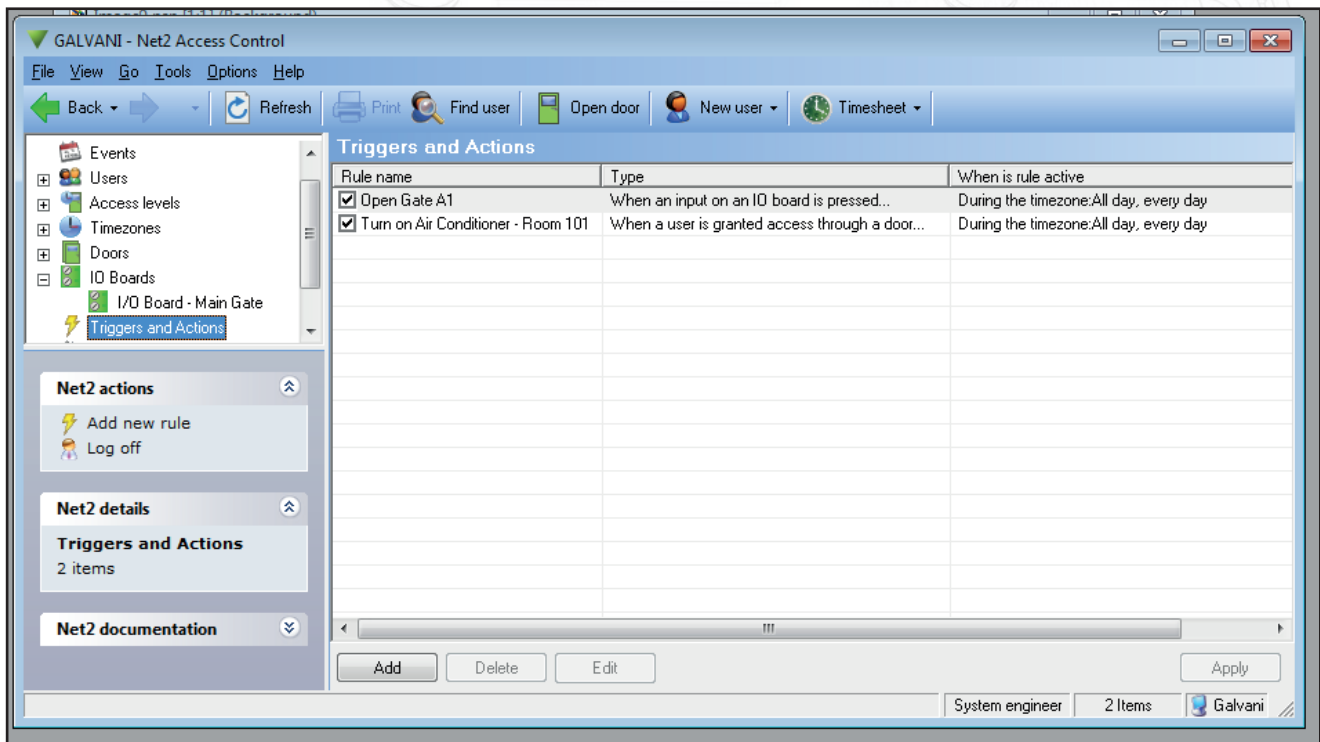 GALVANI - Net2 Access Control
File View Go Tools Options Help
Back Refresh Print Find user Open door New user Timesheet
Events
Users
Access levels
Timezones
Doors
IO Boards
I/O Board - Main Gate
Triggers and Actions
Net2 actions
Add new rule
Log off
Net2 details
Triggers and Actions
2 items
Net2 documentation
Triggers and Actions
Rule name Type When is rule active
Open Gate A1 When an input on an IO board is pressed... During the timezone:All day, every day
Turn on Air Conditioner - Room 101 When a user is granted access through a door... During the timezone:All day, every day
Add Delete Edit Apply
System engineer 2 Items Galvani